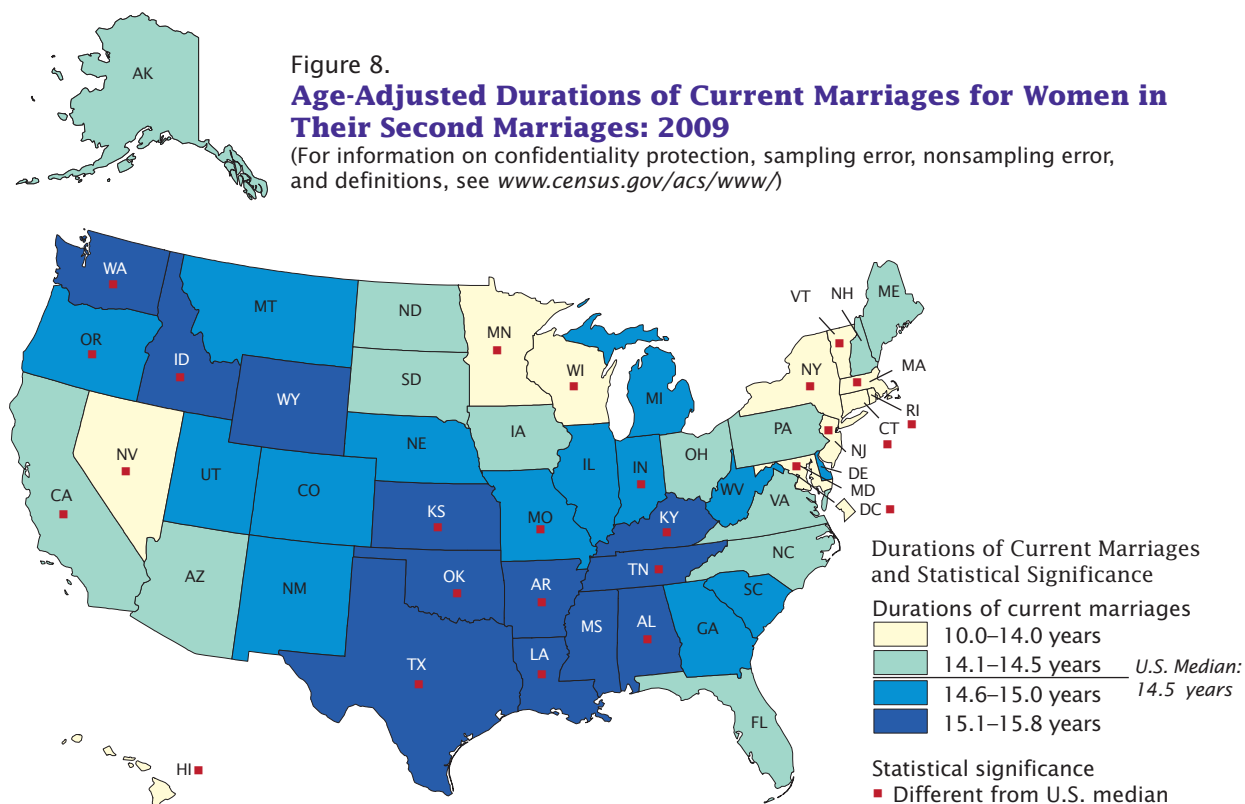 AK
Figure 8.
Age-Adjusted Durations of Current Marriages for Women in
Their Second Marriages: 2009
(For information on confidentiality protection, sampling error, nonsampling error,
and definitions, see www.census.gov/acs/www/)
WA
MT
ND
MN
VT
NH
ME
OR
ID
WY
SD
WI
MI
NY
MA
RI
CT
NV
UT
CO
NE
IA
IL
IN
OH
PA
NJ
DE
MD
DC
CA
AZ
NM
KS
MO
KY
WV
VA
NC
TN
OK
AR
SC
TX
LA
MS
AL
GA
FL
HI
Durations of Current Marriages
and Statistical Significance
Durations of current marriages
10.0–14.0 years
14.1–14.5 years
U.S. Median:
14.5 years
14.6–15.0 years
15.1–15.8 years
Statistical significance
Different from U.S. median